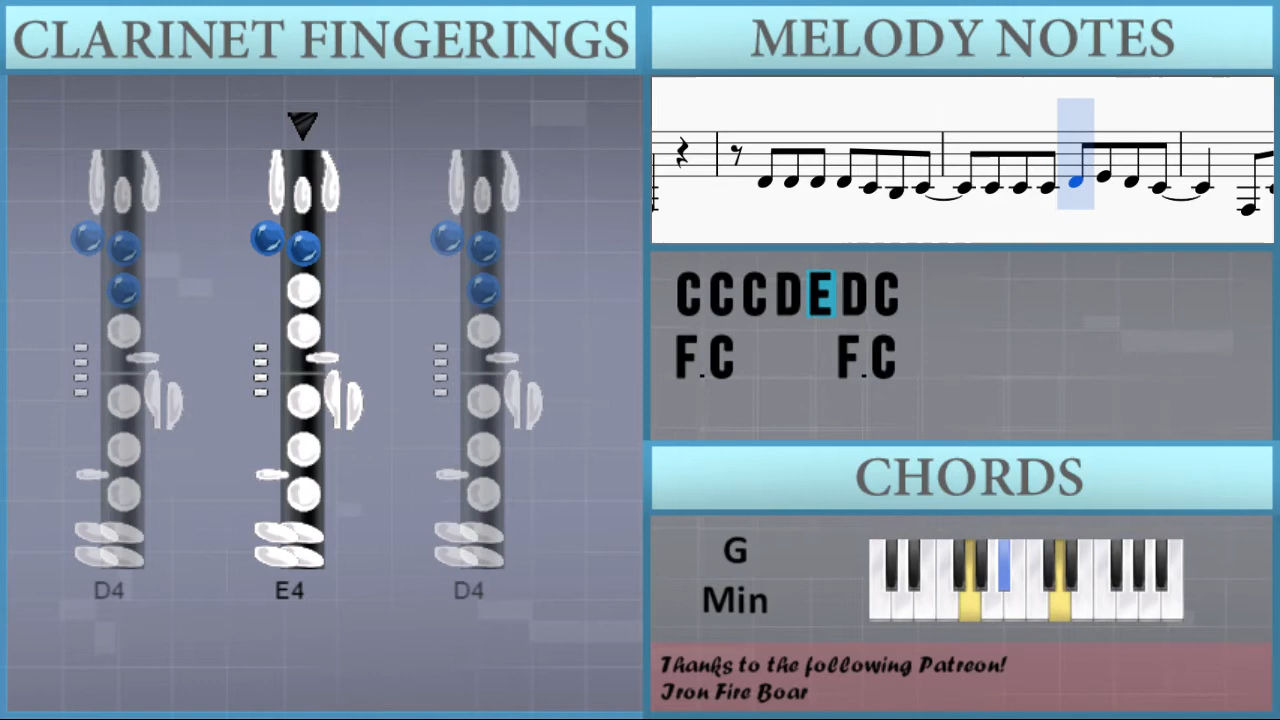 CLARINET FINGERINGS
D4
E4
D4
MELODY NOTES
CCCDEDC
F.C F.C
CHORDS
G
Min
Thanks to the following Patreon!
Iron Fire Boar